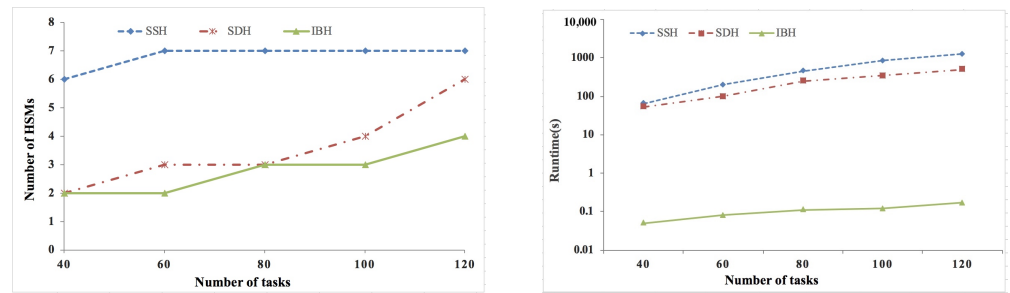 8
7
6
5
4
3
2
1
0
Number of HSMs
SSH SDH IBH
40 60 80 100 120
Number of tasks
10,000
1000
100
10
1
0.1
0.01
Runtime(s)
SSH SDH IBH
40 60 80 100 120
Number of tasks